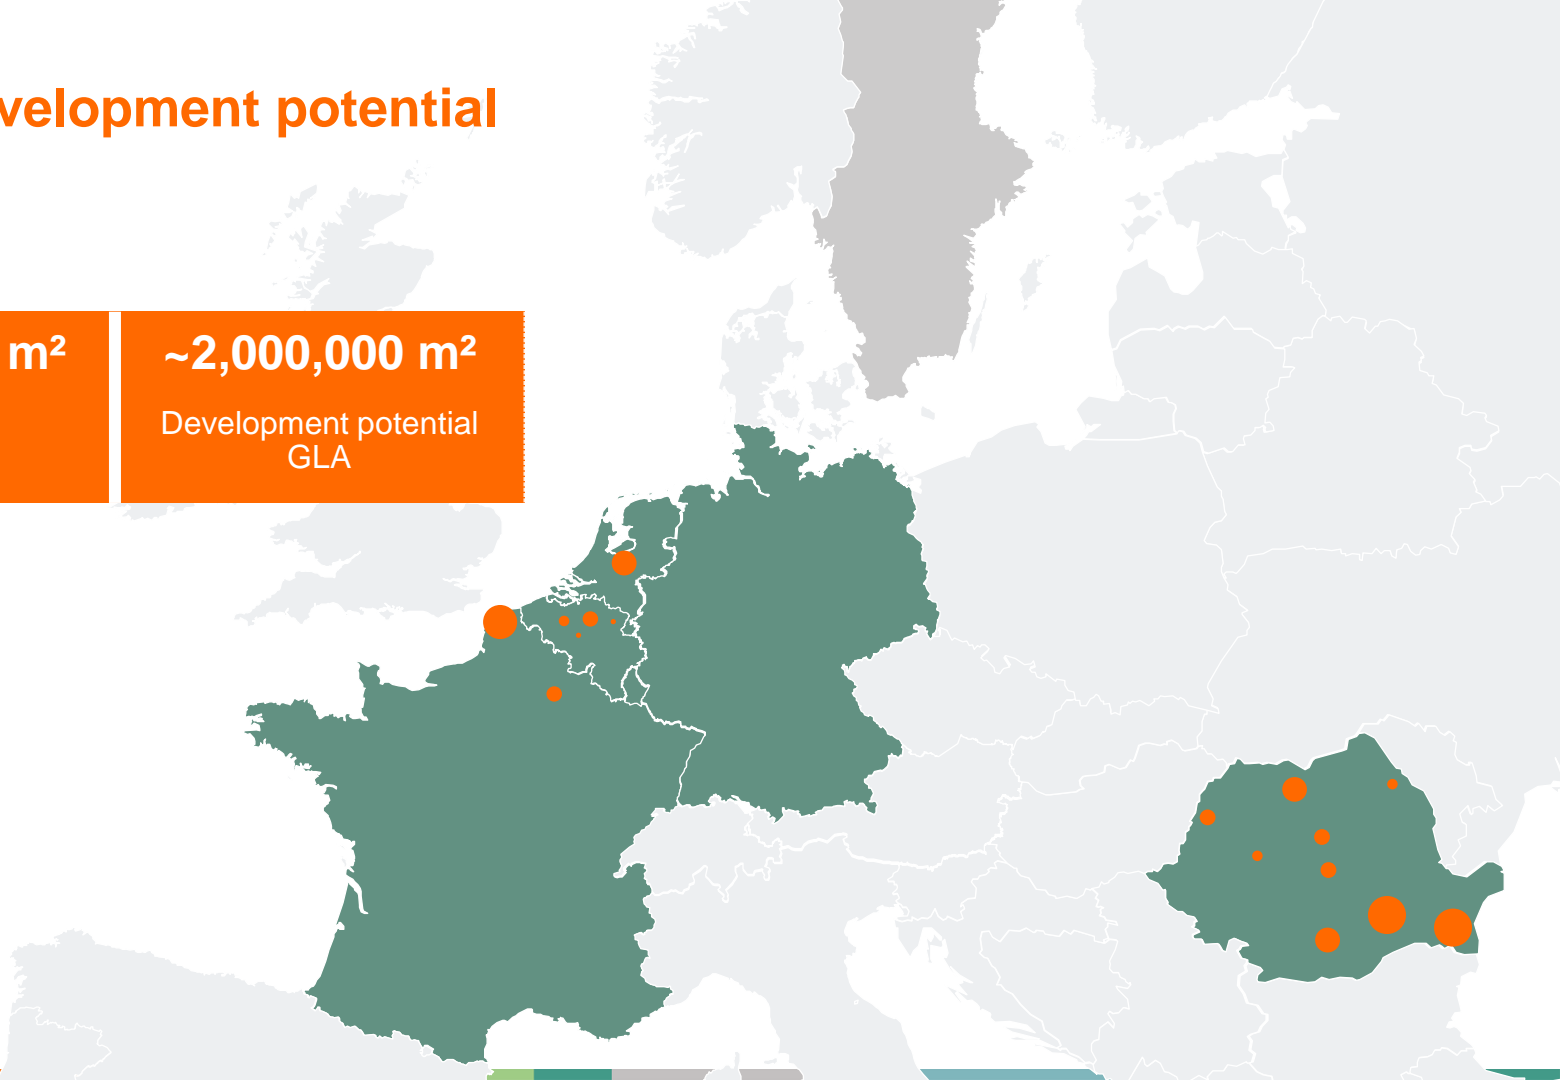 velopment potential
m²
~2,000,000 m²
Development potential
GLA